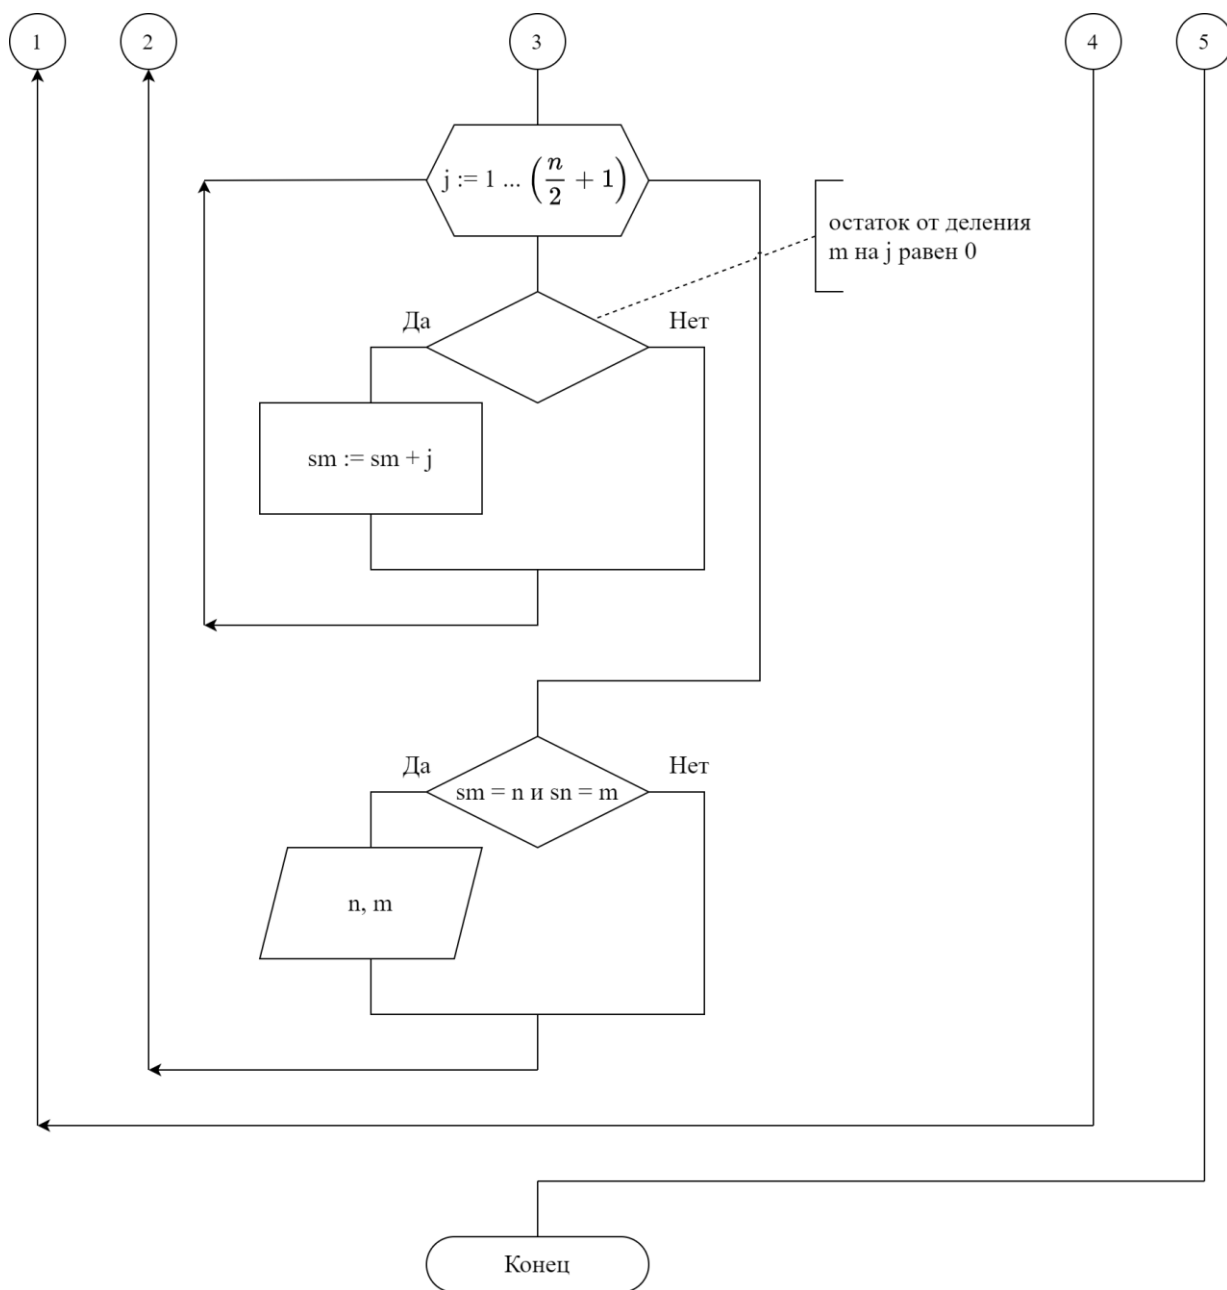 1
2
3
4
5
j := 1 ... (n/2 + 1)
остаток от деления
m на j равен 0
Да
Нет
sm := sm + j
Да
Нет
sm = n и sn = m
n, m
Конец